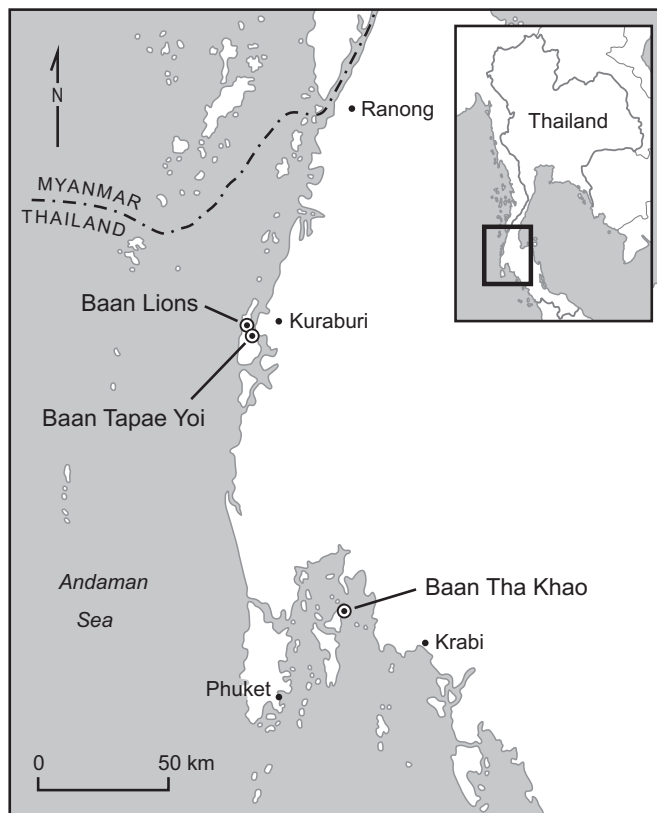 N
Ranong
Thailand
MYANMAR
THAILAND
Baan Lions
Kuraburi
Baan Tapae Yoi
Andaman
Sea
Baan Tha Khao
Krabi
Phuket
0 50 km